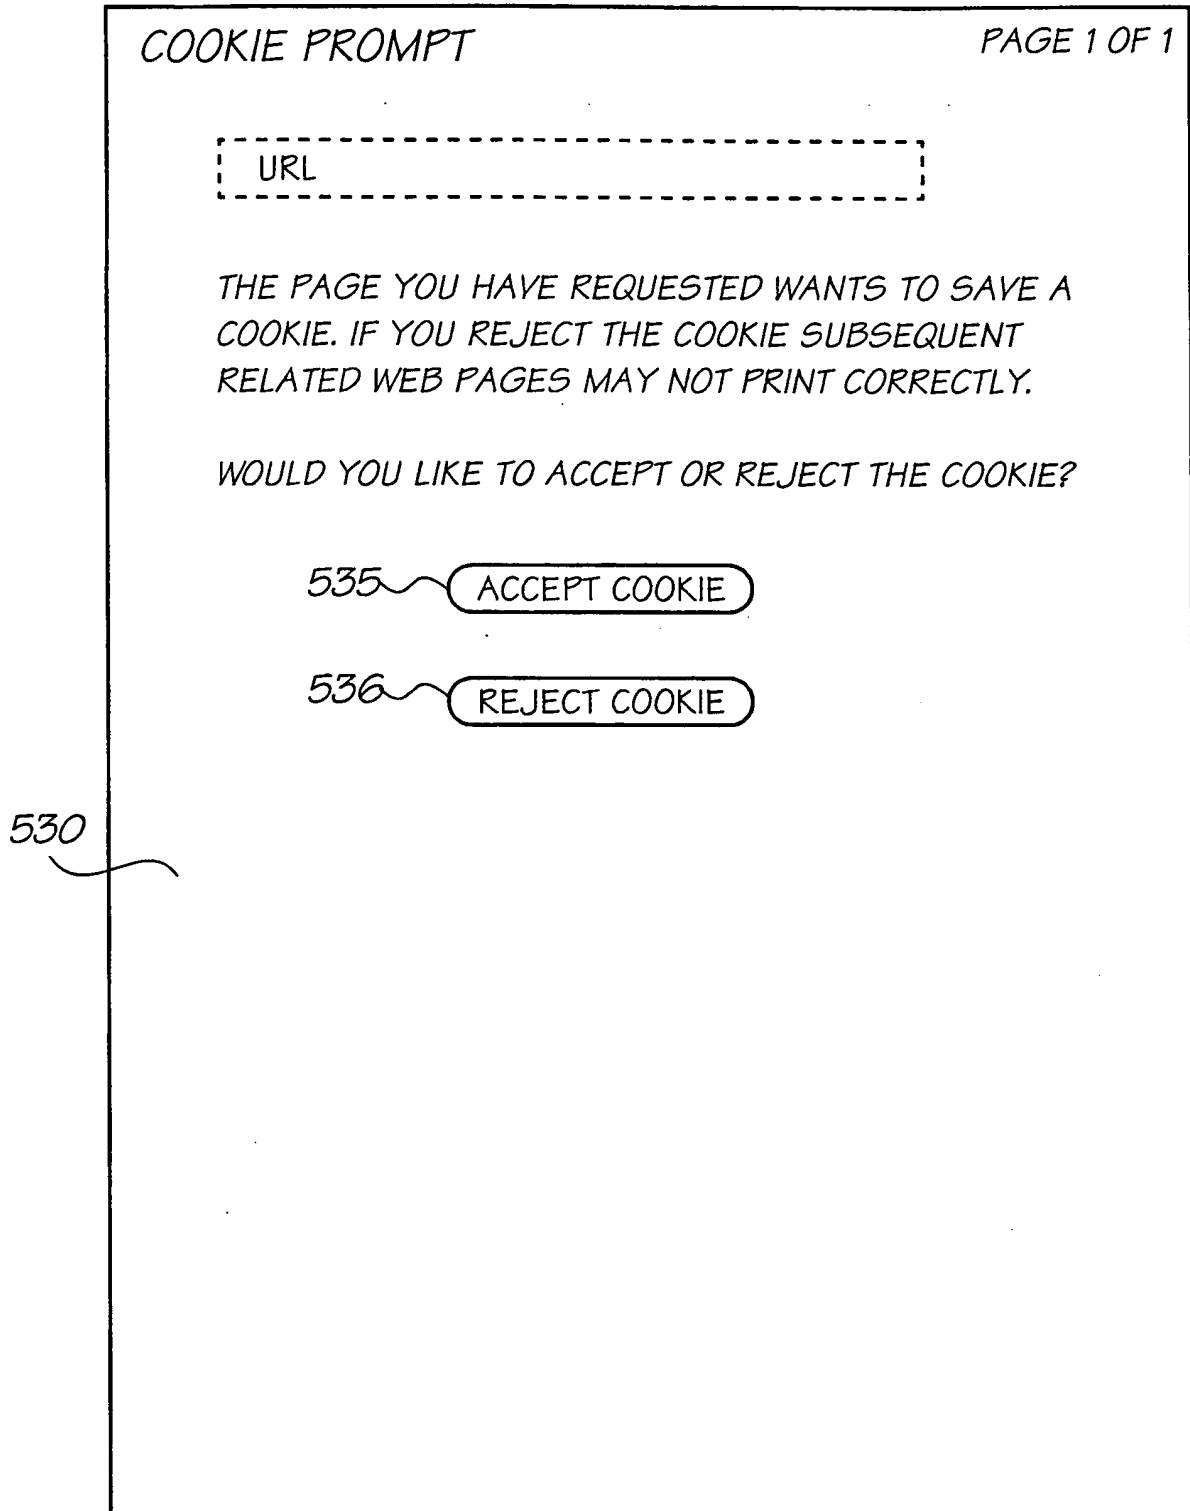 COOKIE PROMPT PAGE 1 OF 1
URL
THE PAGE YOU HAVE REQUESTED WANTS TO SAVE A
COOKIE. IF YOU REJECT THE COOKIE SUBSEQUENT
RELATED WEB PAGES MAY NOT PRINT CORRECTLY.
WOULD YOU LIKE TO ACCEPT OR REJECT THE COOKIE?
535 ACCEPT COOKIE
536 REJECT COOKIE
530